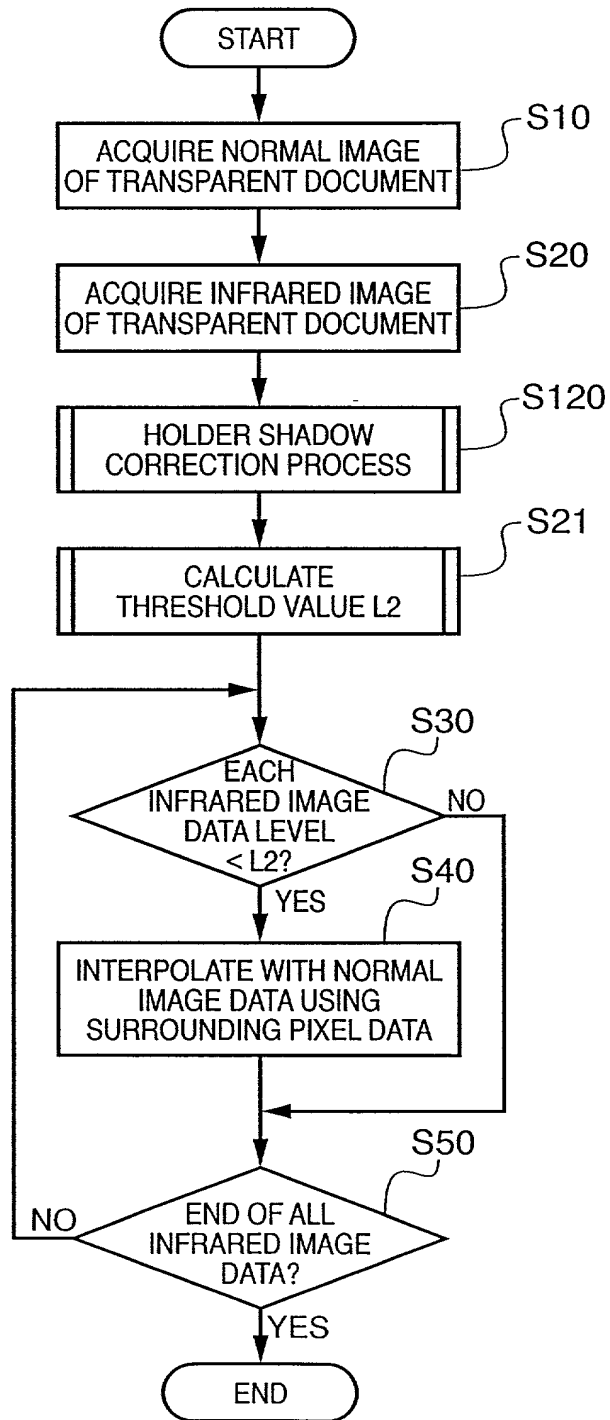 START
S10
ACQUIRE NORMAL IMAGE
OF TRANSPARENT DOCUMENT
S20
ACQUIRE INFRARED IMAGE
OF TRANSPARENT DOCUMENT
S120
HOLDER SHADOW
CORRECTION PROCESS
S21
CALCULATE
THRESHOLD VALUE L2
S30
EACH
INFRARED IMAGE
DATA LEVEL
< L2?
NO
YES
S40
INTERPOLATE WITH NORMAL
IMAGE DATA USING
SURROUNDING PIXEL DATA
S50
END OF ALL
INFRARED IMAGE
DATA?
NO
YES
END